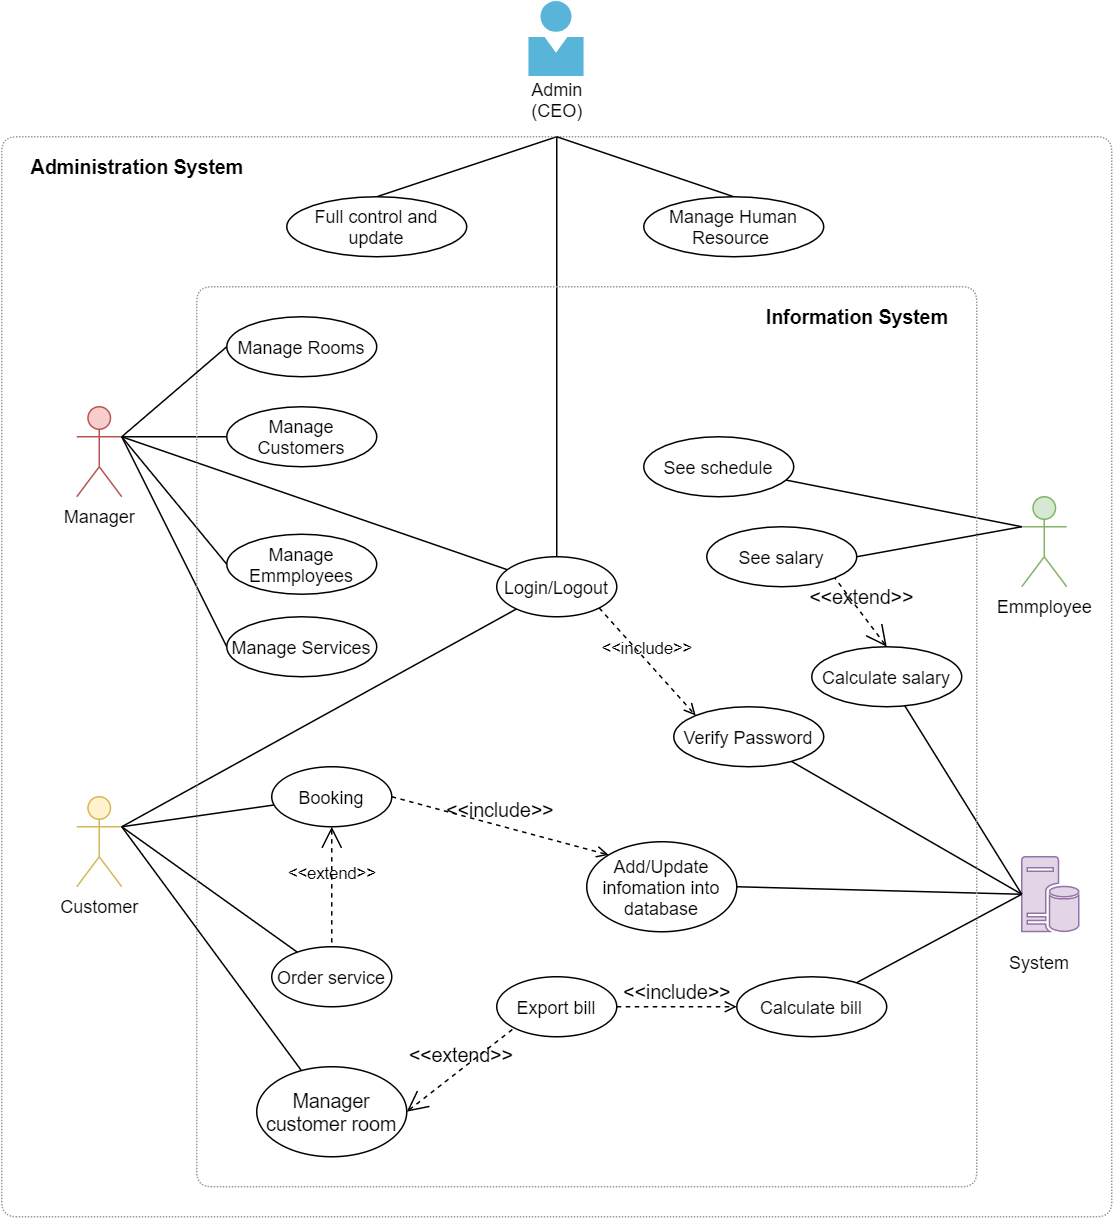 Admin
(CEO)
Administration System
Full control and
update
Manage Human
Resource
Information System
Manage Rooms
Manage
Customers
See schedule
Manager
See salary
Manage
Emmployees
Login/Logout
<<extend>>
Emmployee
Manage Services
<<include>>
Calculate salary
Verify Password
Booking
<<include>>
<<extend>>
Add/Update
infomation into
database
Customer
System
Order service
<<include>>
Export bill
Calculate bill
<<extend>>
Manager
customer room